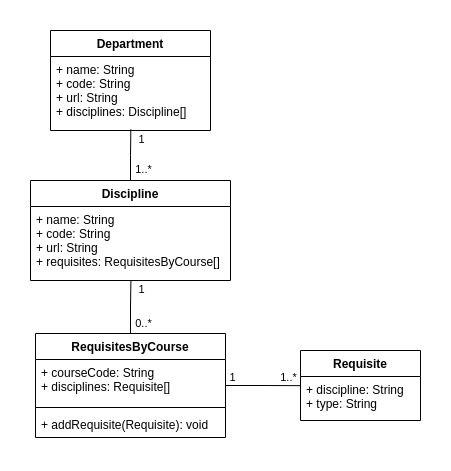 Department
+ name: String
+ code: String
+ url: String
+ disciplines: Discipline[]
1
1..*
Discipline
+ name: String
+ code: String
+ url: String
+ requisites: RequisitesByCourse[]
1
0..*
RequisitesByCourse
+ courseCode: String
+ disciplines: Requisite[]
+ addRequisite(Requisite): void
1
1..*
Requisite
+ discipline: String
+ type: String